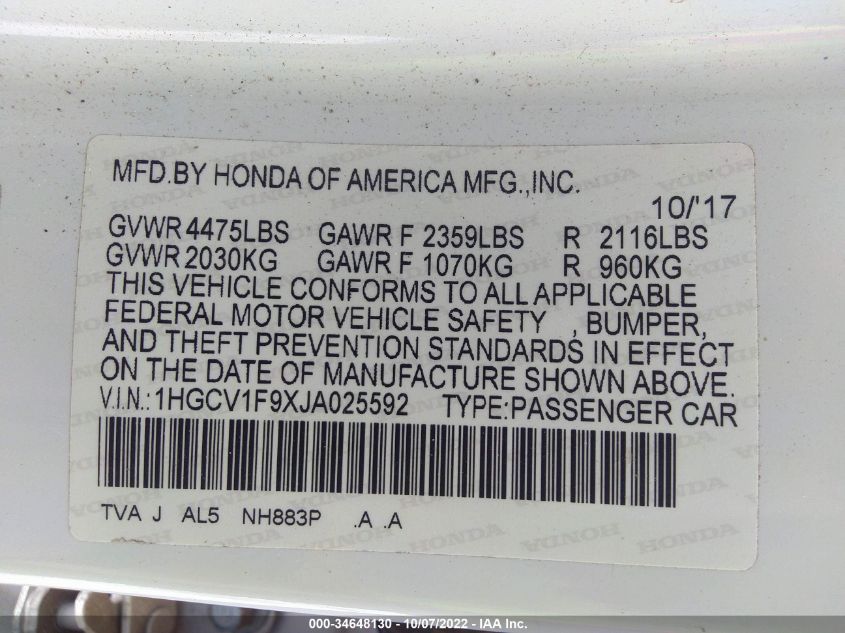 MFD.BY HONDA OF AMERICA MFG.,INC.
10/'17
GVWR 4475LBS GAWR F 2359LBS R 2116LBS
GVWR 2030KG GAWR F 1070KG R 960KG
THIS VEHICLE CONFORMS TO ALL APPLICABLE
FEDERAL MOTOR VEHICLE SAFETY , BUMPER,
AND THEFT PREVENTION STANDARDS IN EFFECT
ON THE DATE OF MANUFACTURE SHOWN ABOVE.
V.I.N.:1HGCV1F9XJA025592 TYPE:PASSENGER CAR
TVA J AL5 NH883P .A .A
000-34648130 - 10/07/2022 - IAA Inc.